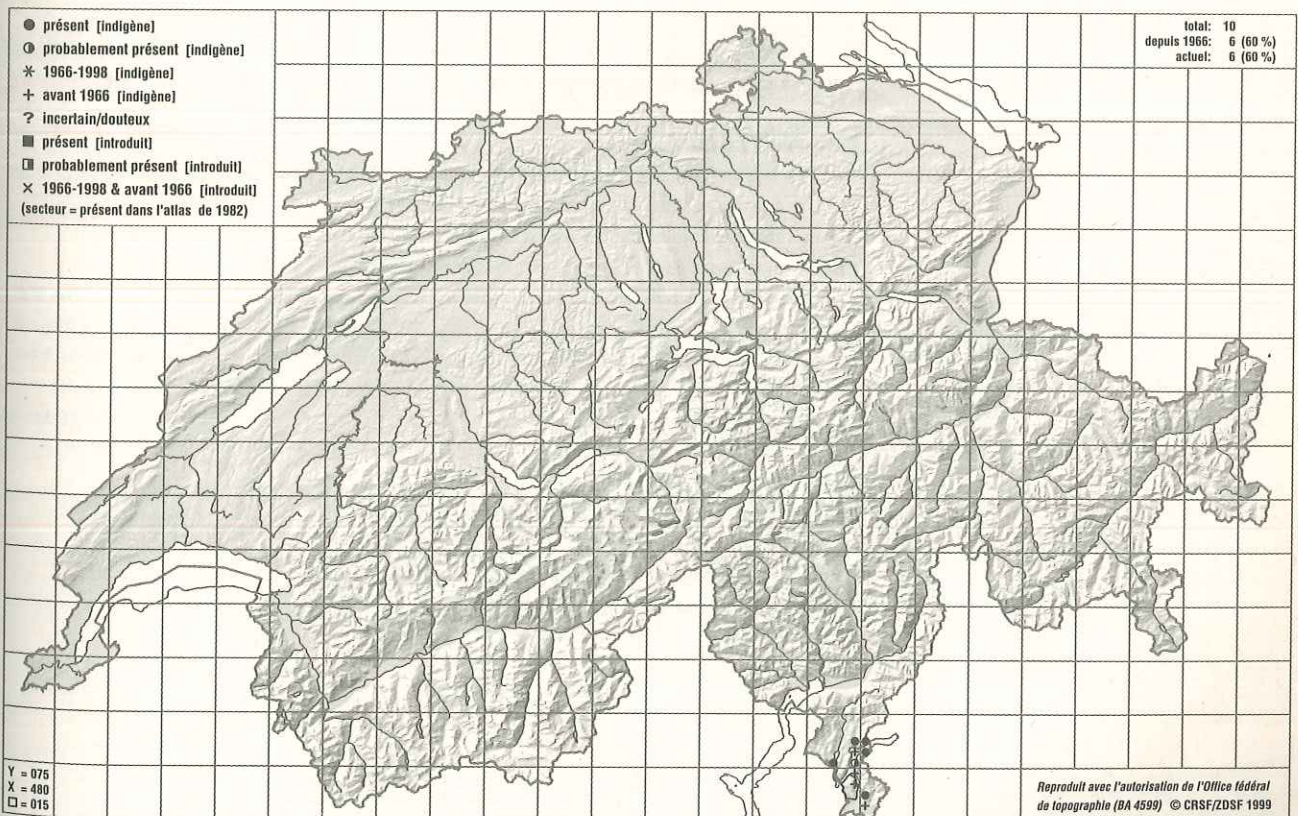 ● présent [indigène]
◑ probablement présent [indigène]
* 1966-1998 [indigène]
+ avant 1966 [indigène]
? incertain/douteux
■ présent [introduit]
◧ probablement présent [introduit]
× 1966-1998 & avant 1966 [introduit]
(secteur = présent dans l'atlas de 1982)
total: 10
depuis 1966: 6 (60 %)
actuel: 6 (60 %)
Y = 075
X = 480
□ = 015
Reproduit avec l'autorisation de l'Office fédéral
de topographie (BA 4599) © CRSF/ZDSF 1999